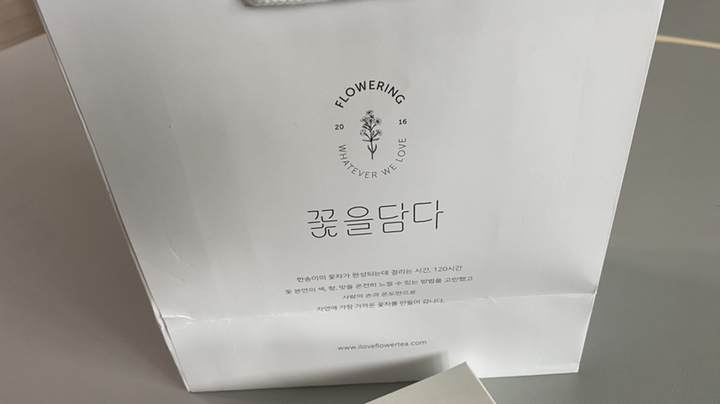 FLOWERING
20 16
WHATEVER WE LOVE
꽃을담다
한송이의 꽃차가 완성되는데 걸리는 시간, 120시간
꽃 본연의 색, 향, 맛을 온전히 느낄 수 있는 방법을 고민했고
사람의 손과 온도만으로
자연에 가장 가까운 꽃차를 만들어 갑니다.
www.iloveflowertea.com